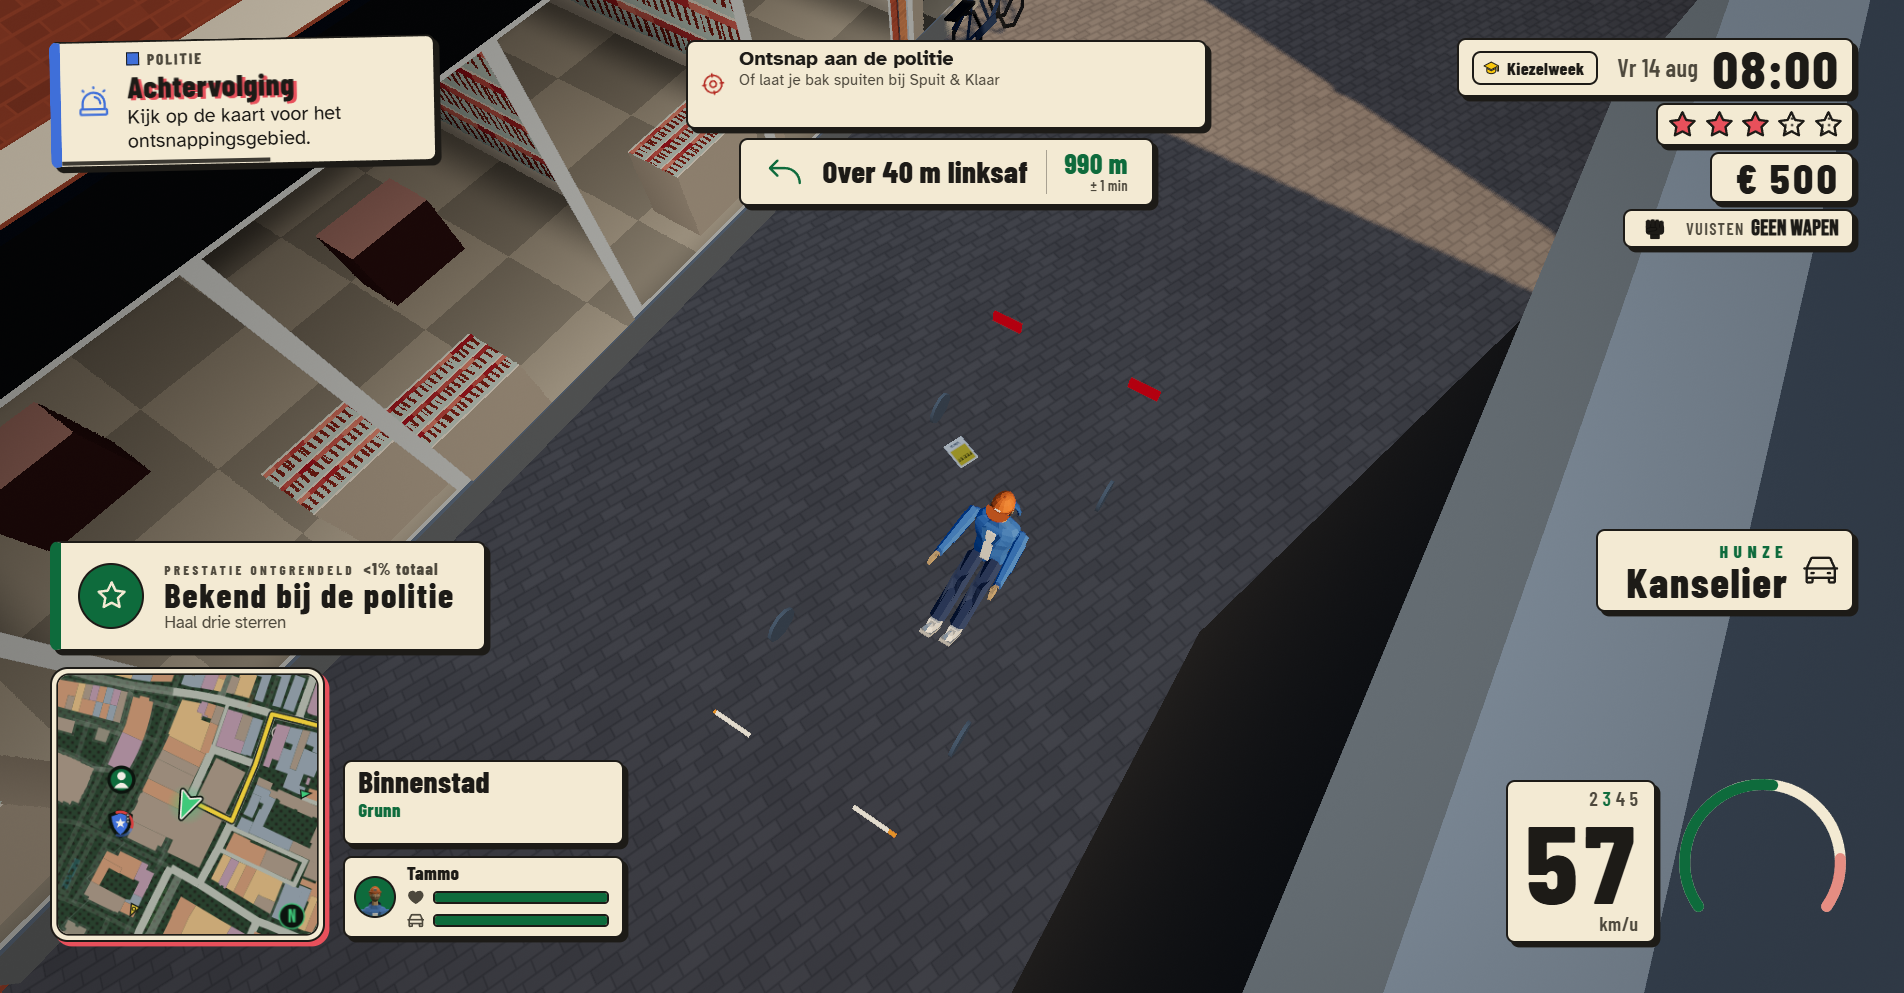 POLITIE
Achtervolging
Kijk op de kaart voor het
ontsnappingsgebied.
Ontsnap aan de politie
Of laat je bak spuiten bij Spuit & Klaar
Over 40 m linksaf
990 m
± 1 min
Kiezelweek
Vr 14 aug
08:00
€ 500
VUISTEN GEEN WAPEN
PRESTATIE ONTGRENDELD <1% totaal
Bekend bij de politie
Haal drie sterren
HUNZE
Kanselier
N
Binnenstad
Grunn
Tammo
2 3 4 5
57
km/u